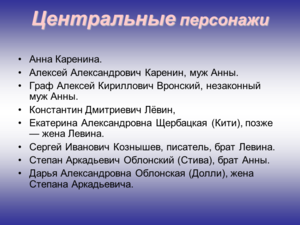 Центральные персонажи
• Анна Каренина.
• Алексей Александрович Каренин, муж Анны.
• Граф Алексей Кириллович Вронский, незаконный
муж Анны.
• Константин Дмитриевич Лёвин,
• Екатерина Александровна Щербацкая (Кити), позже
— жена Левина.
• Сергей Иванович Кознышев, писатель, брат Левина.
• Степан Аркадьевич Облонский (Стива), брат Анны.
• Дарья Александровна Облонская (Долли), жена
Степана Аркадьевича.